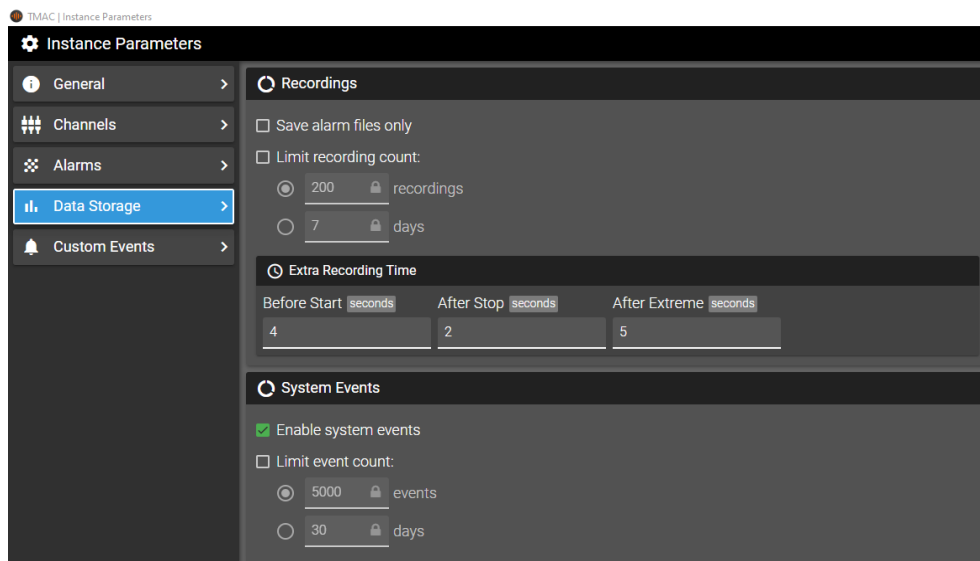 TMAC | Instance Parameters
Instance Parameters
General
Channels
Alarms
Data Storage
Custom Events
Recordings
Save alarm files only
Limit recording count:
200 recordings
7 days
Extra Recording Time
Before Start seconds After Stop seconds After Extreme seconds
4 2 5
System Events
Enable system events
Limit event count:
5000 events
30 days